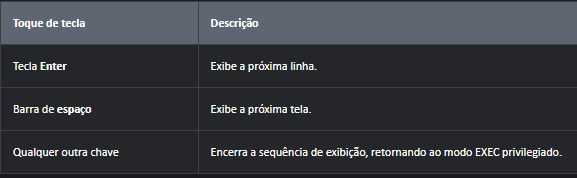 Toque de tecla Descrição
Tecla Enter Exibe a próxima linha.
Barra de espaço Exibe a próxima tela.
Qualquer outra chave Encerra a sequência de exibição, retornando ao modo EXEC privilegiado.